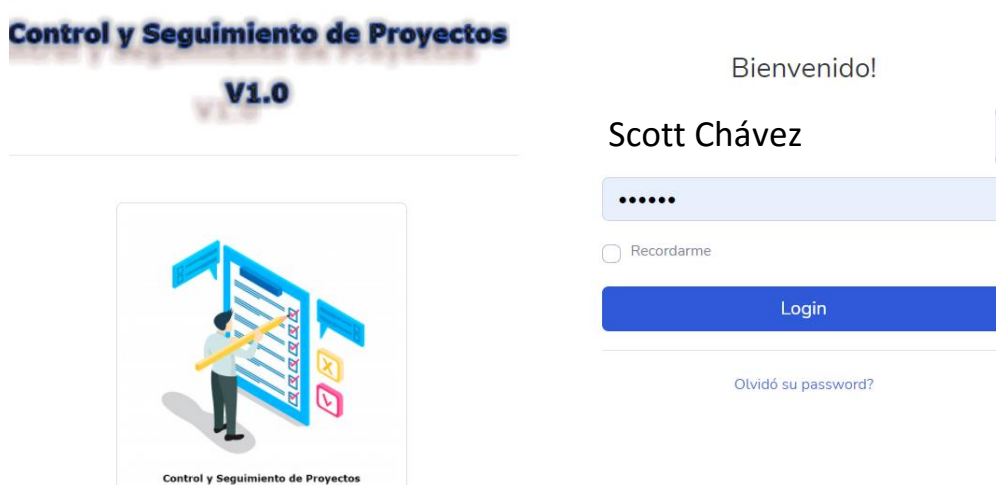 Control y Seguimiento de Proyectos
V1.0
Control y Seguimiento de Proyectos
Bienvenido!
Scott Chávez
••••••
Recordarme
Login
Olvidó su password?